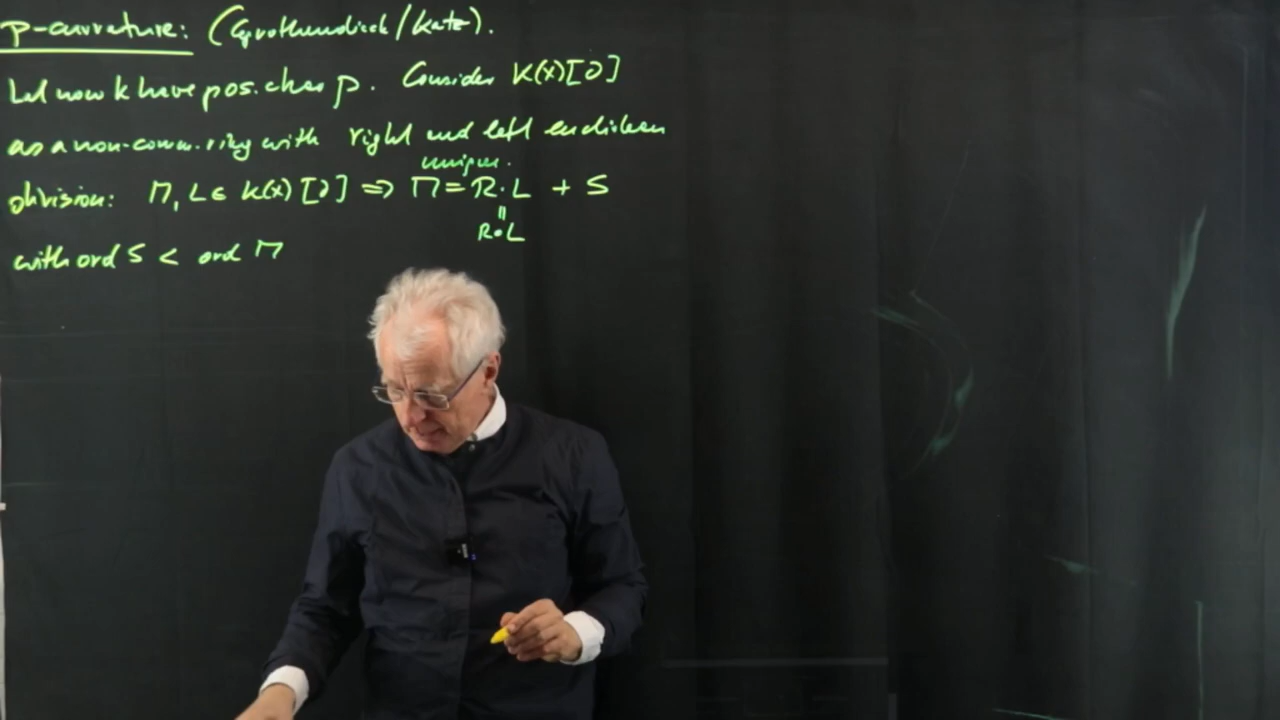 p-curvature: (Grothendieck/Katz).
Let now k have pos. char p. Consider K(x)[∂]
as a non-comm. ring with right and left euclidean
unique.
division: M, L ∈ K(x)[∂] ⇒ M = R·L + S
"
R∘L
with ord S < ord M